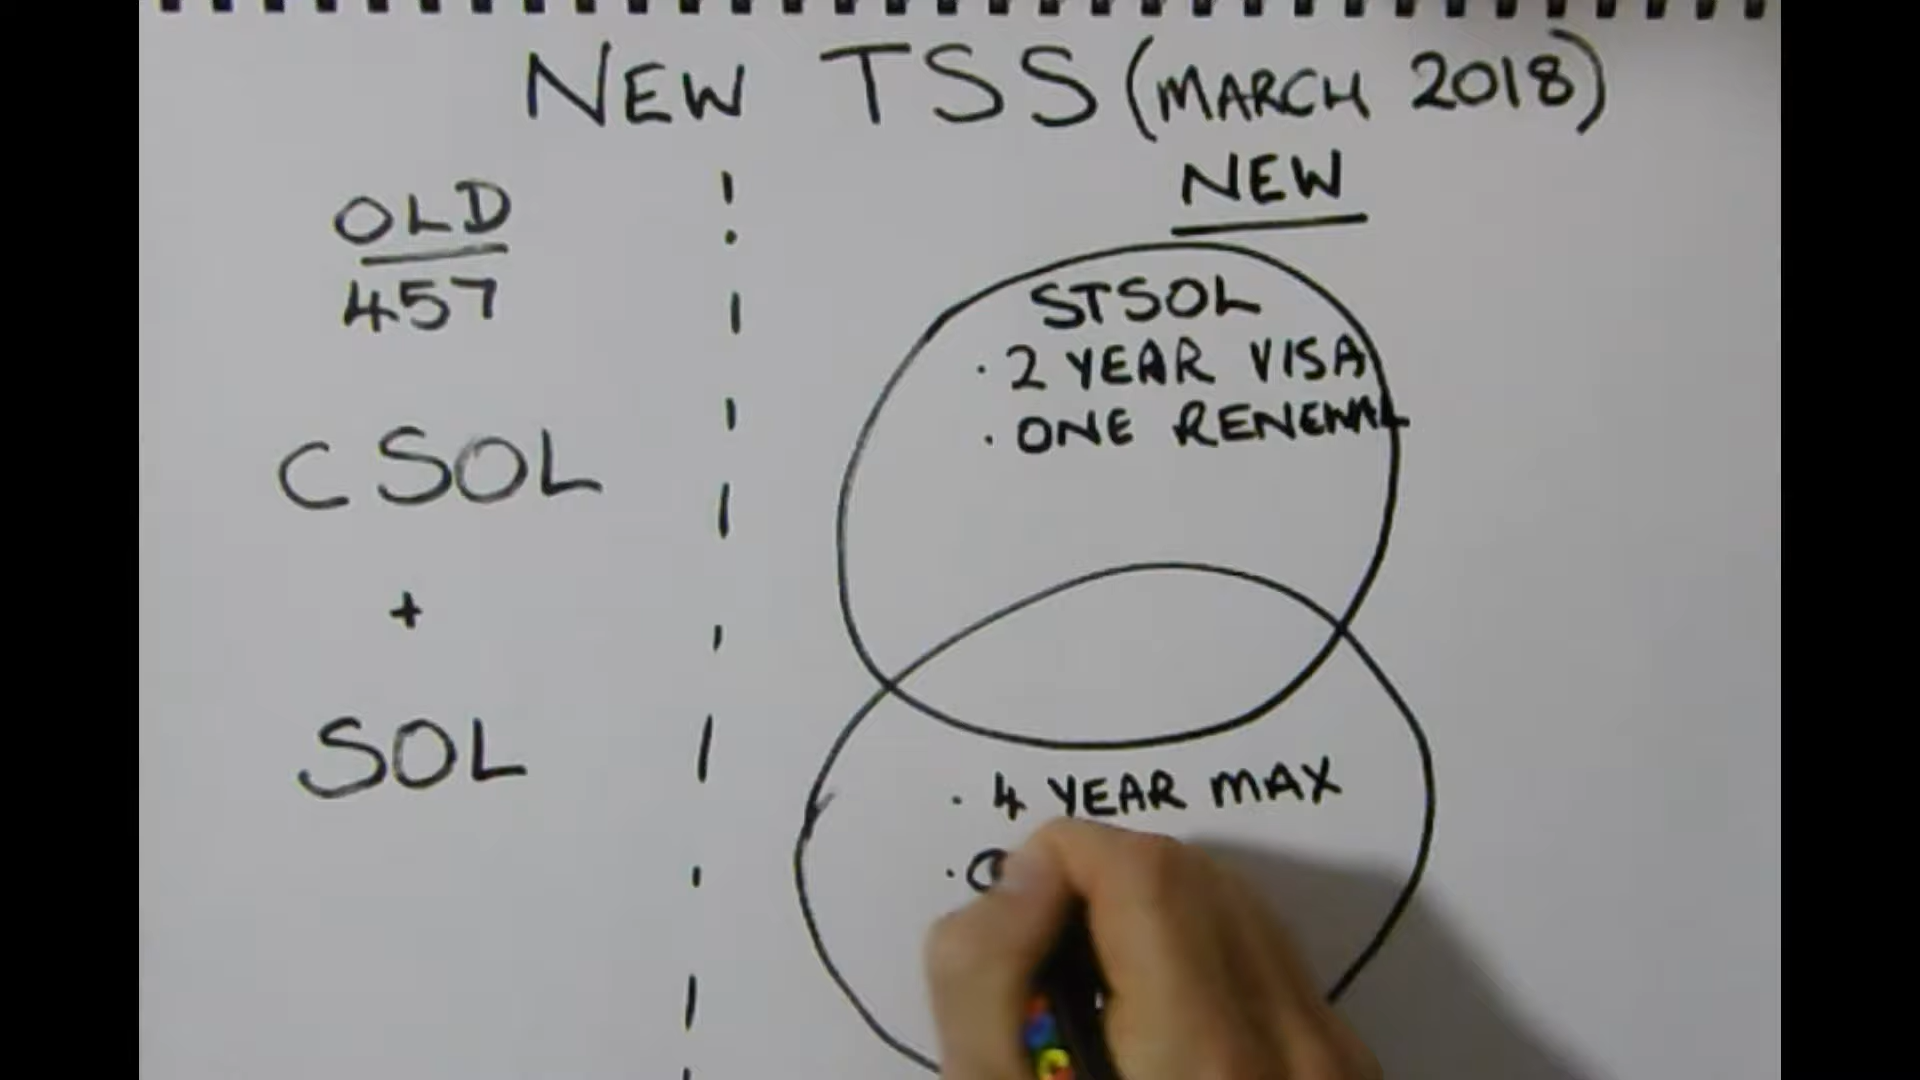 NEW TSS (MARCH 2018)
OLD
457
CSOL
+
SOL
NEW
STSOL
· 2 YEAR VISA
· ONE RENEWAL
· 4 YEAR MAX